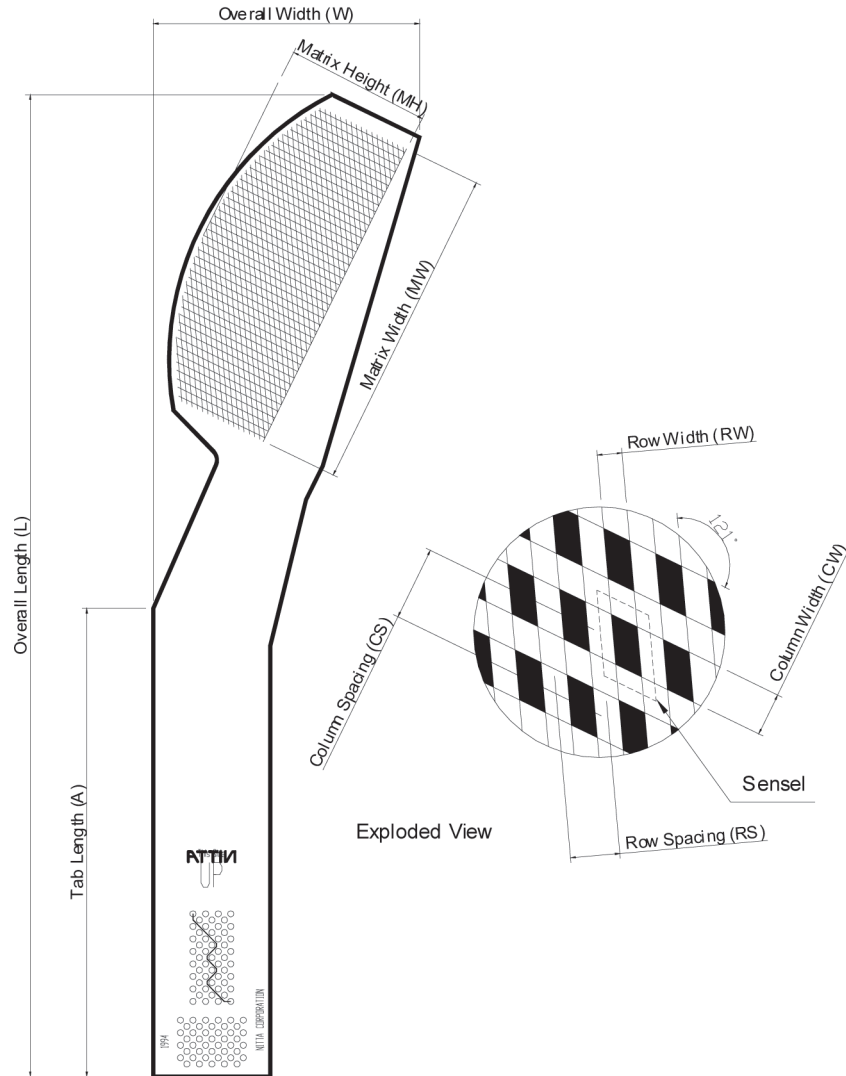 Overall Width (W)
Matrix Height (MH)
Matrix Width (MW)
Overall Length (L)
Tab Length (A)
Row Width (RW)
121°
Column Width (CW)
Column Spacing (CS)
Sensel
Row Spacing (RS)
Exploded View
NITTA
UP
1994
NITTA CORPORATION